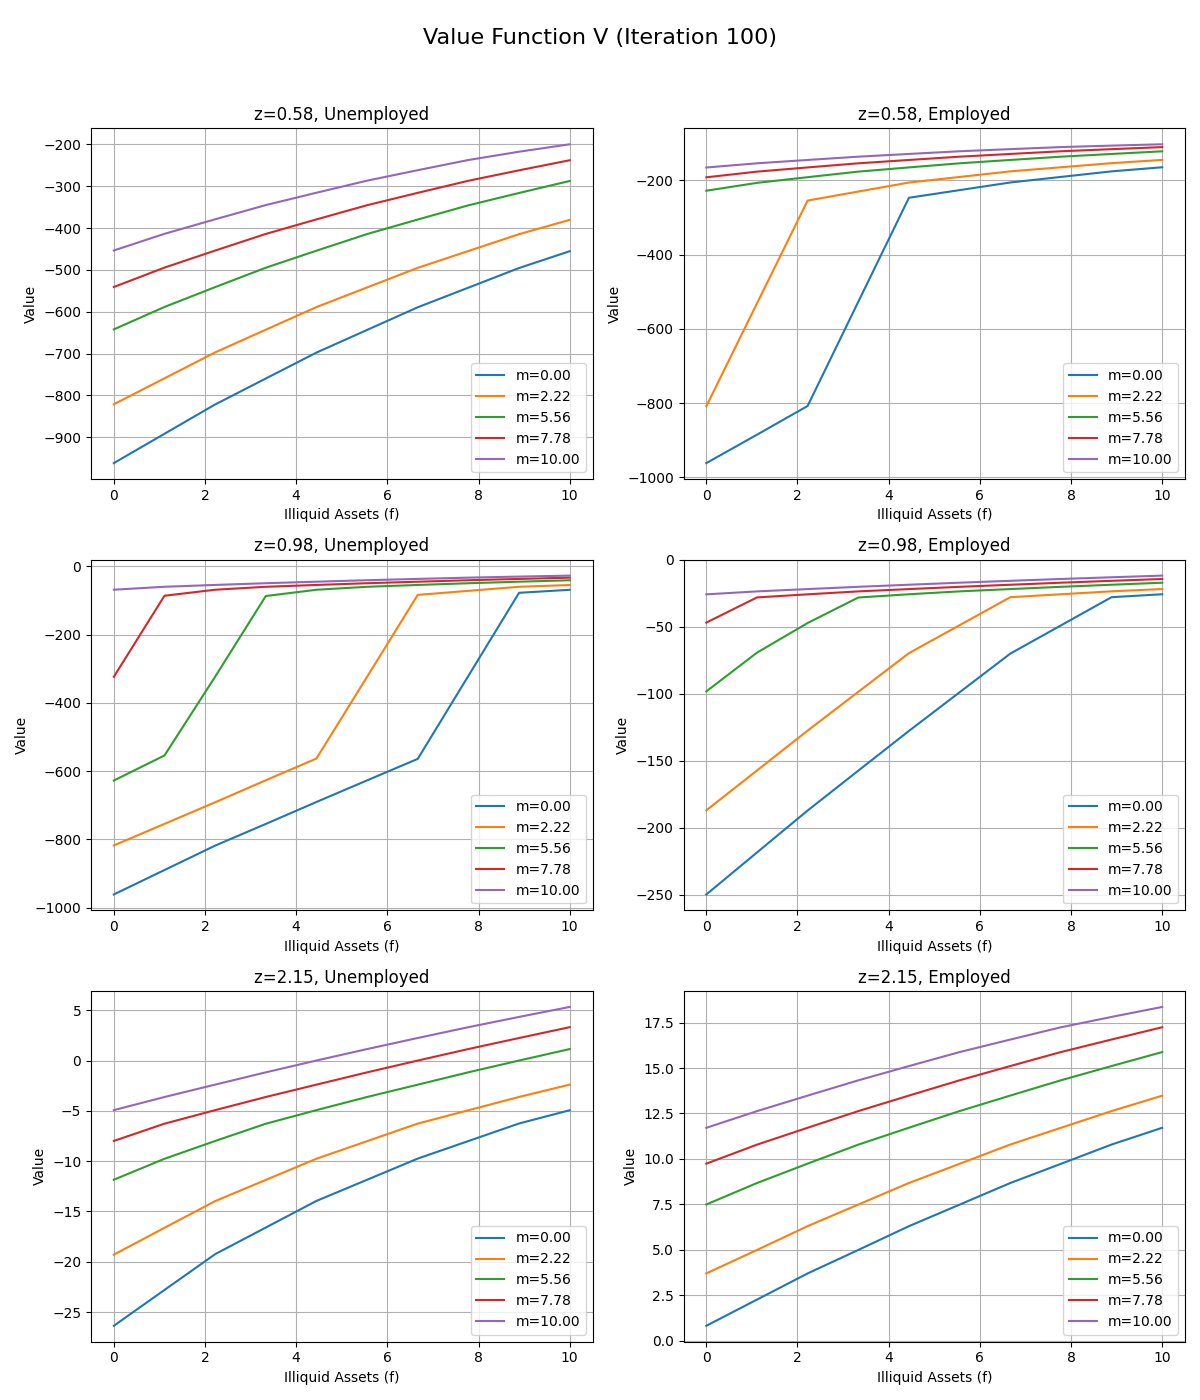 Value Function V (Iteration 100)
z=0.58, Unemployed
Value
-200
-300
-400
-500
-600
-700
-800
-900
0 2 4 6 8 10
Illiquid Assets (f)
m=0.00
m=2.22
m=5.56
m=7.78
m=10.00
z=0.58, Employed
Value
-200
-400
-600
-800
-1000
0 2 4 6 8 10
Illiquid Assets (f)
m=0.00
m=2.22
m=5.56
m=7.78
m=10.00
z=0.98, Unemployed
Value
0
-200
-400
-600
-800
-1000
0 2 4 6 8 10
Illiquid Assets (f)
m=0.00
m=2.22
m=5.56
m=7.78
m=10.00
z=0.98, Employed
Value
0
-50
-100
-150
-200
-250
0 2 4 6 8 10
Illiquid Assets (f)
m=0.00
m=2.22
m=5.56
m=7.78
m=10.00
z=2.15, Unemployed
Value
5
0
-5
-10
-15
-20
-25
0 2 4 6 8 10
Illiquid Assets (f)
m=0.00
m=2.22
m=5.56
m=7.78
m=10.00
z=2.15, Employed
Value
17.5
15.0
12.5
10.0
7.5
5.0
2.5
0.0
0 2 4 6 8 10
Illiquid Assets (f)
m=0.00
m=2.22
m=5.56
m=7.78
m=10.00